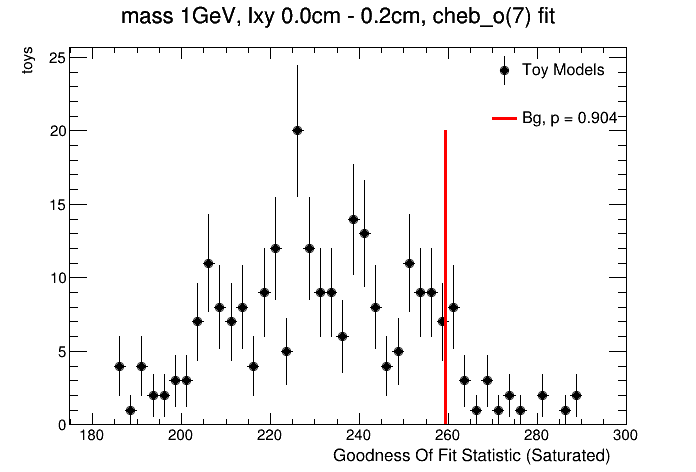 mass 1GeV, lxy 0.0cm - 0.2cm, cheb_o(7) fit
toys
25
20
15
10
5
0
Toy Models
Bg, p = 0.904
180
200
220
240
260
280
300
Goodness Of Fit Statistic (Saturated)